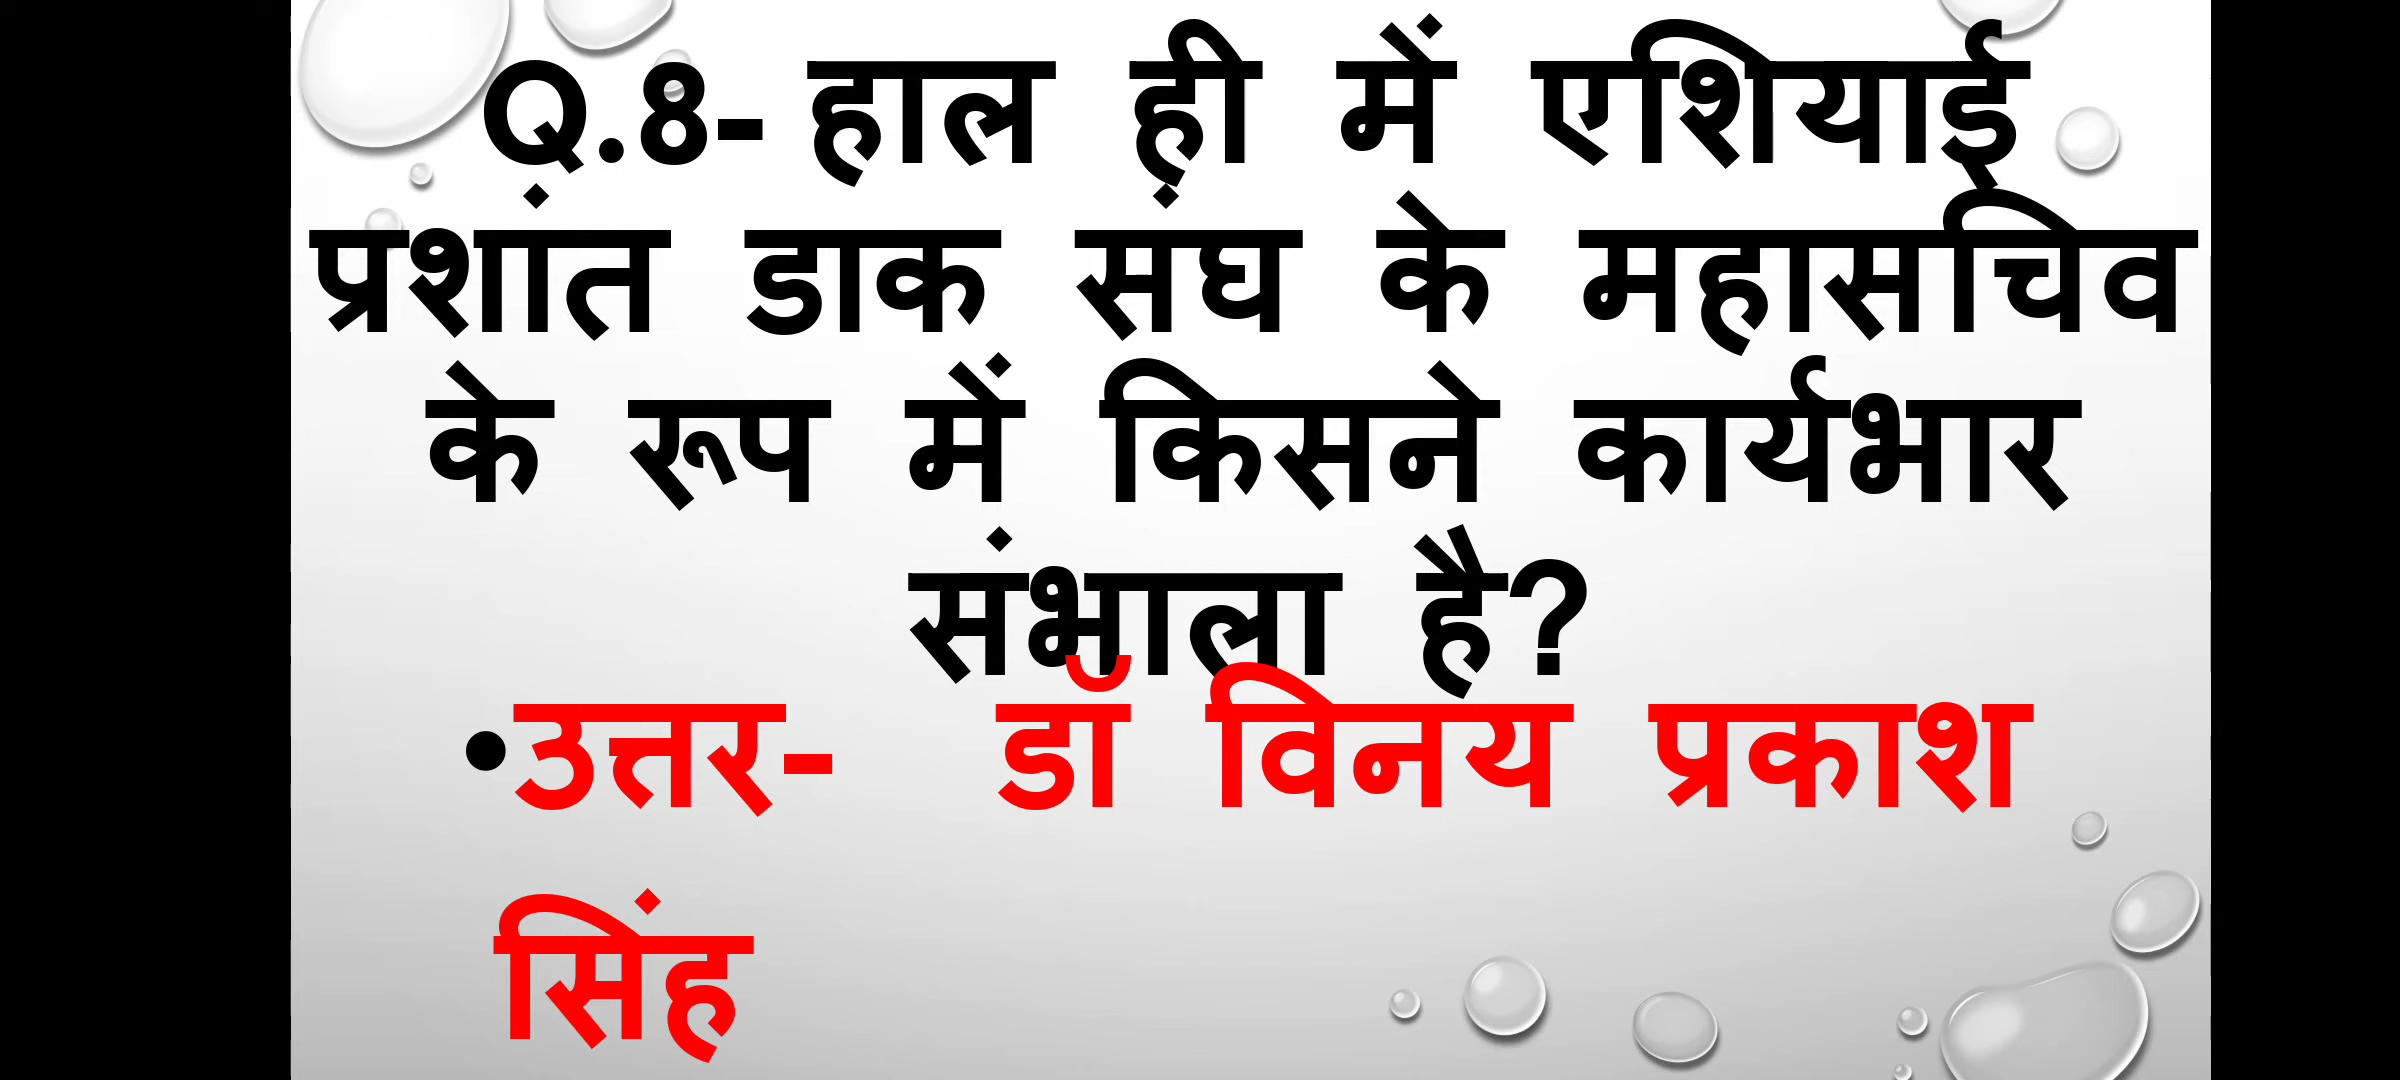 Q.8- हाल ही में एशियाई
प्रशांत डाक संघ के महासचिव
के रूप में किसने कार्यभार
संभाला है?
•उत्तर- डॉ विनय प्रकाश
सिंह